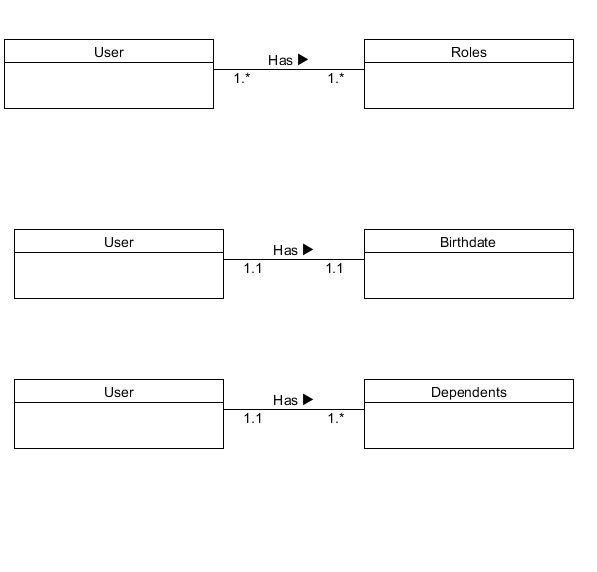 User
Has ▶
Roles
1.*
1.*
User
Has ▶
Birthdate
1.1
1.1
User
Has ▶
Dependents
1.1
1.*